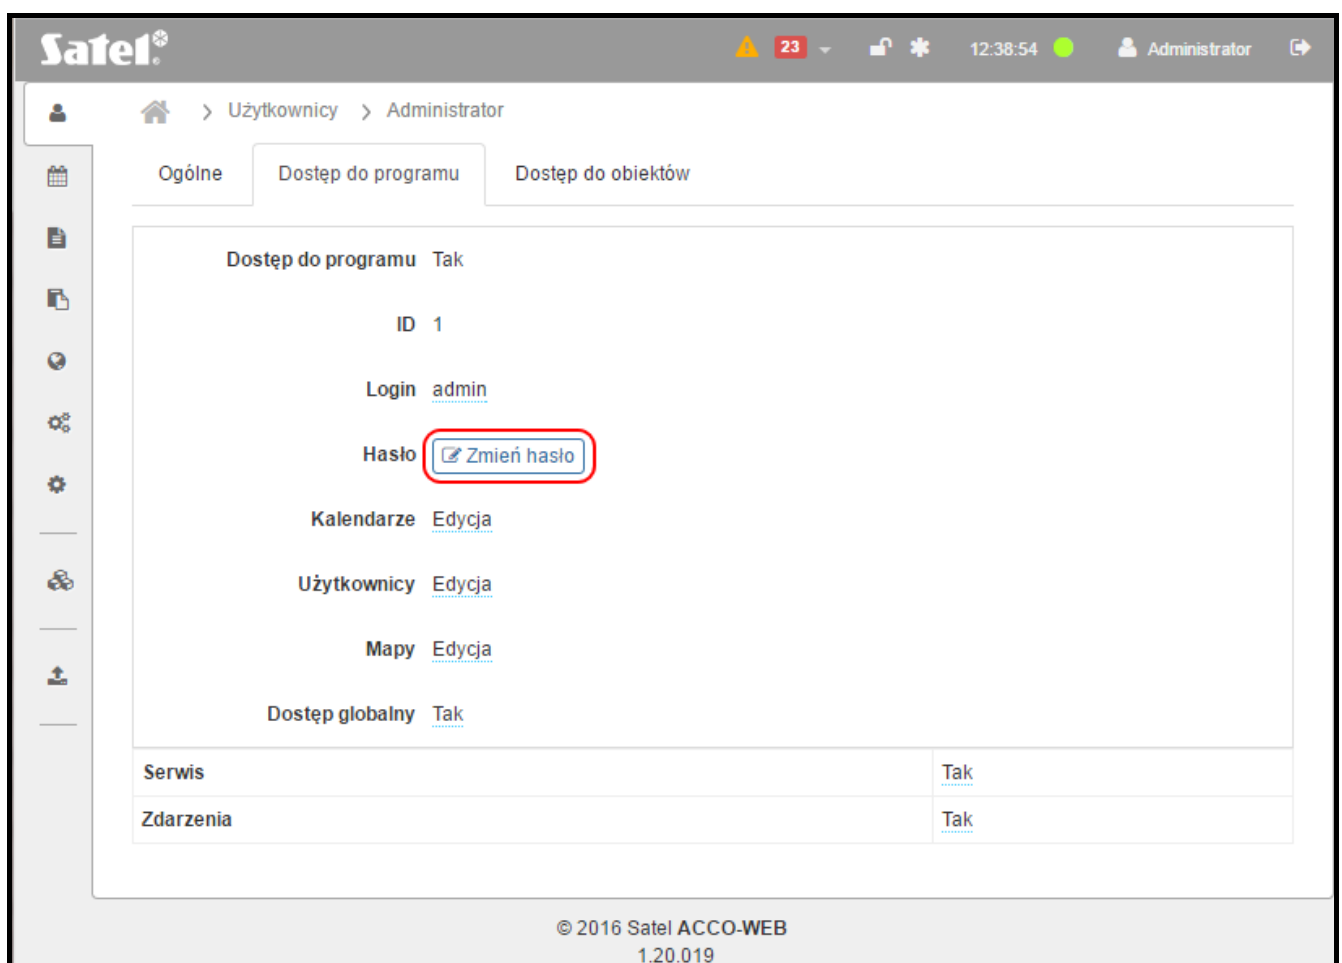 Satel®
23
12:38:54
Administrator
Użytkownicy
Administrator
Ogólne
Dostęp do programu
Dostęp do obiektów
Dostęp do programu Tak
ID 1
Login admin
Hasło Zmień hasło
Kalendarze Edycja
Użytkownicy Edycja
Mapy Edycja
Dostęp globalny Tak
Serwis Tak
Zdarzenia Tak
© 2016 Satel ACCO-WEB
1.20.019